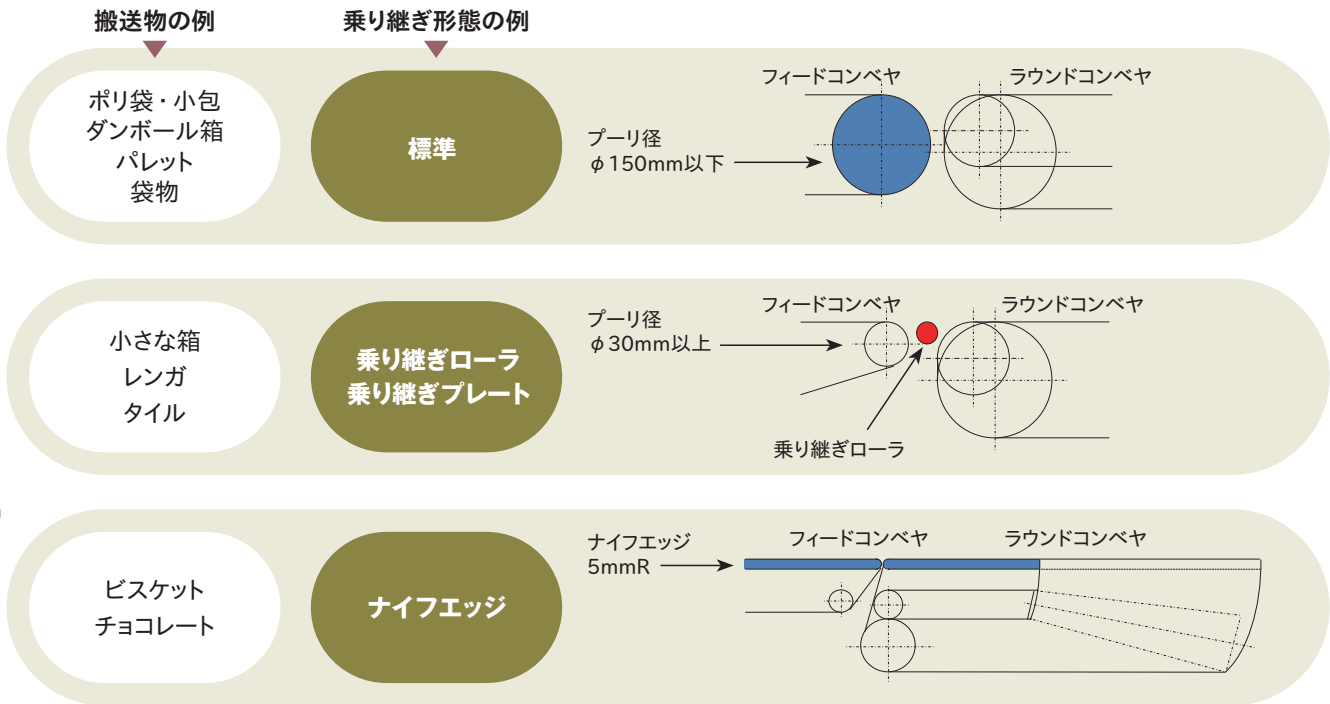 搬送物の例
乗り継ぎ形態の例
ポリ袋・小包
ダンボール箱
パレット
袋物
標準
プーリ径
φ150mm以下
フィードコンベヤ
ラウンドコンベヤ
小さな箱
レンガ
タイル
乗り継ぎローラ
乗り継ぎプレート
プーリ径
φ30mm以上
フィードコンベヤ
ラウンドコンベヤ
乗り継ぎローラ
ビスケット
チョコレート
ナイフエッジ
ナイフエッジ
5mmR
フィードコンベヤ
ラウンドコンベヤ